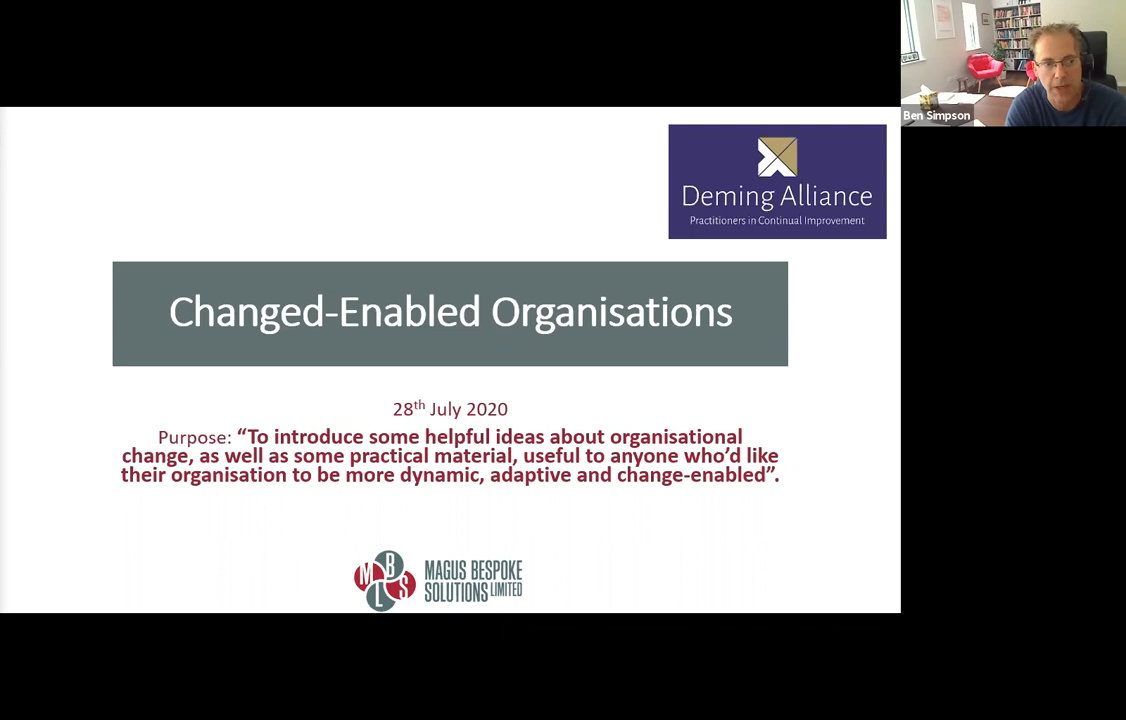 Ben Simpson
Deming Alliance
Practitioners in Continual Improvement
Changed-Enabled Organisations
28th July 2020
Purpose: “To introduce some helpful ideas about organisational
change, as well as some practical material, useful to anyone who’d like
their organisation to be more dynamic, adaptive and change-enabled”.
MBLS
MAGUS BESPOKE
SOLUTIONS LIMITED